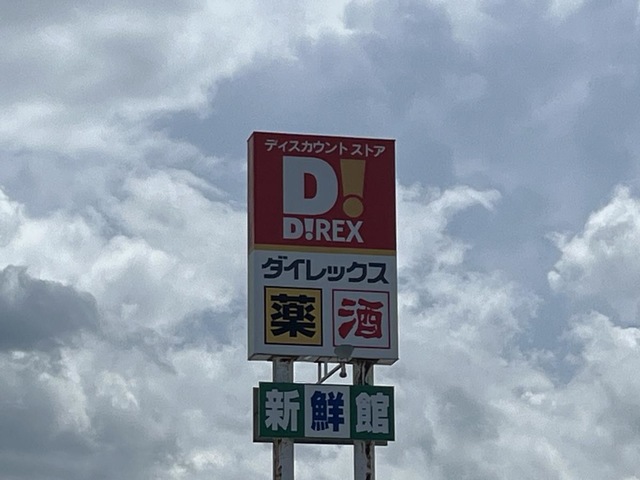 ディスカウント ストア
D!
D!REX
ダイレックス
薬 酒
新鮮館